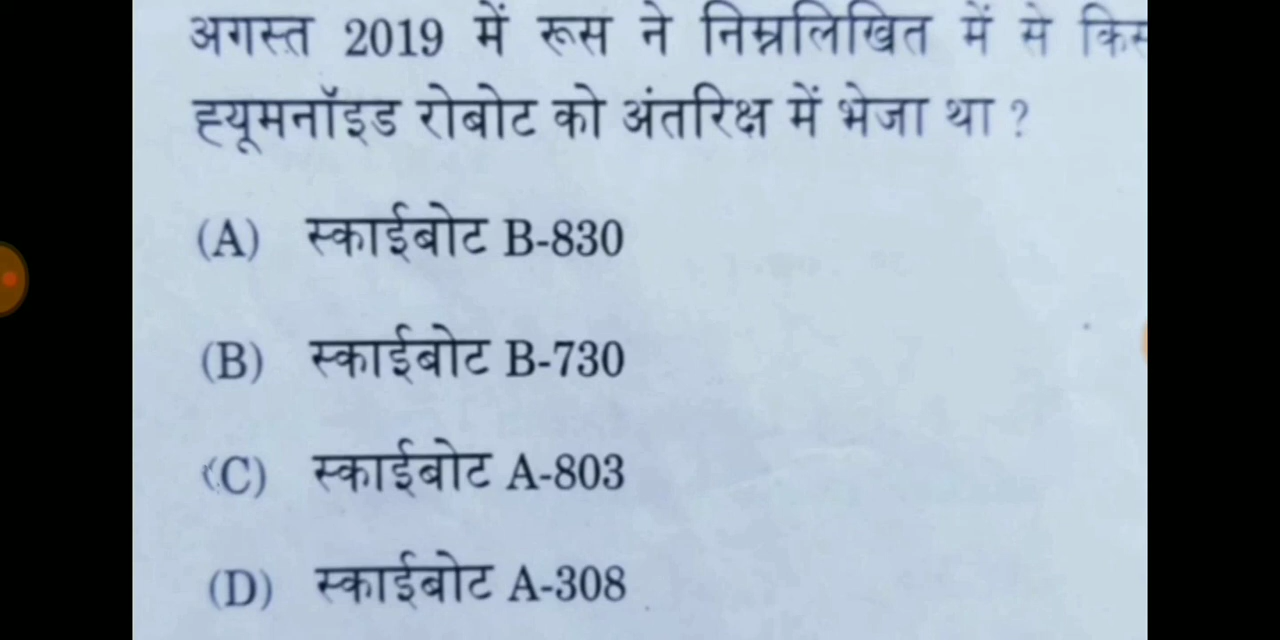 अगस्त 2019 में रूस ने निम्नलिखित में से किस
ह्यूमनॉइड रोबोट को अंतरिक्ष में भेजा था ?
(A) स्काईबोट B-830
(B) स्काईबोट B-730
(C) स्काईबोट A-803
(D) स्काईबोट A-308